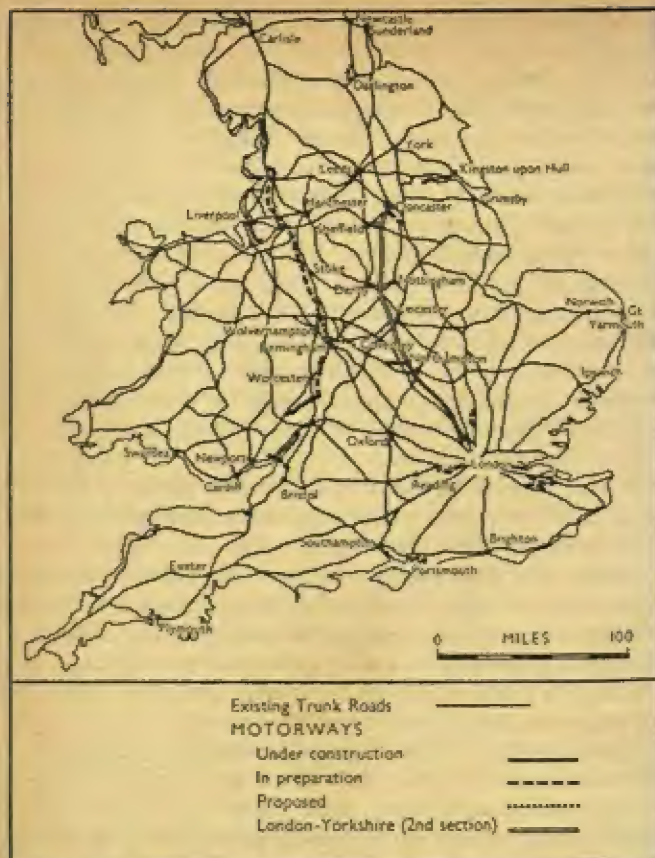 Newcastle
Sunderland
Carlisle
Darlington
York
Leeds
Kingston upon Hull
Grimsby
Manchester
Doncaster
Liverpool
Sheffield
Stoke
Derby
Nottingham
Norwich
Gt.
Yarmouth
Leicester
Wolverhampton
Birmingham
Coventry
Worcester
Ipswich
Oxford
Swansea
Newport
London
Cardiff
Reading
Bristol
Southampton
Brighton
Exeter
Portsmouth
Plymouth
0 MILES 100
Existing Trunk Roads
MOTORWAYS
Under construction
In preparation
Proposed
London-Yorkshire (2nd section)